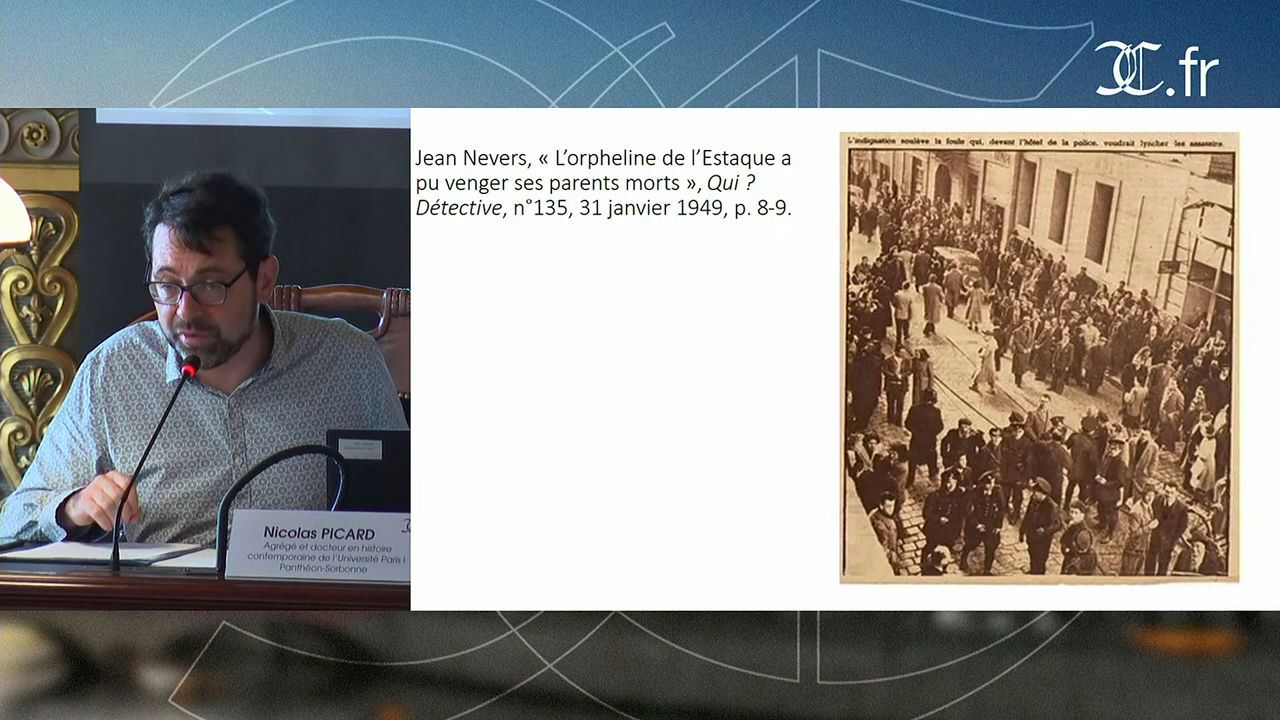 CC.fr
Jean Nevers, « L’orpheline de l’Estaque a
pu venger ses parents morts », Qui ?
Détective, n°135, 31 janvier 1949, p. 8-9.
L'indignation soulève la foule qui, devant l'hôtel de la police, voudrait lyncher les assassins.
Nicolas PICARD
Agrégé et docteur en histoire
contemporaine de l'Université Paris I
Panthéon-Sorbonne